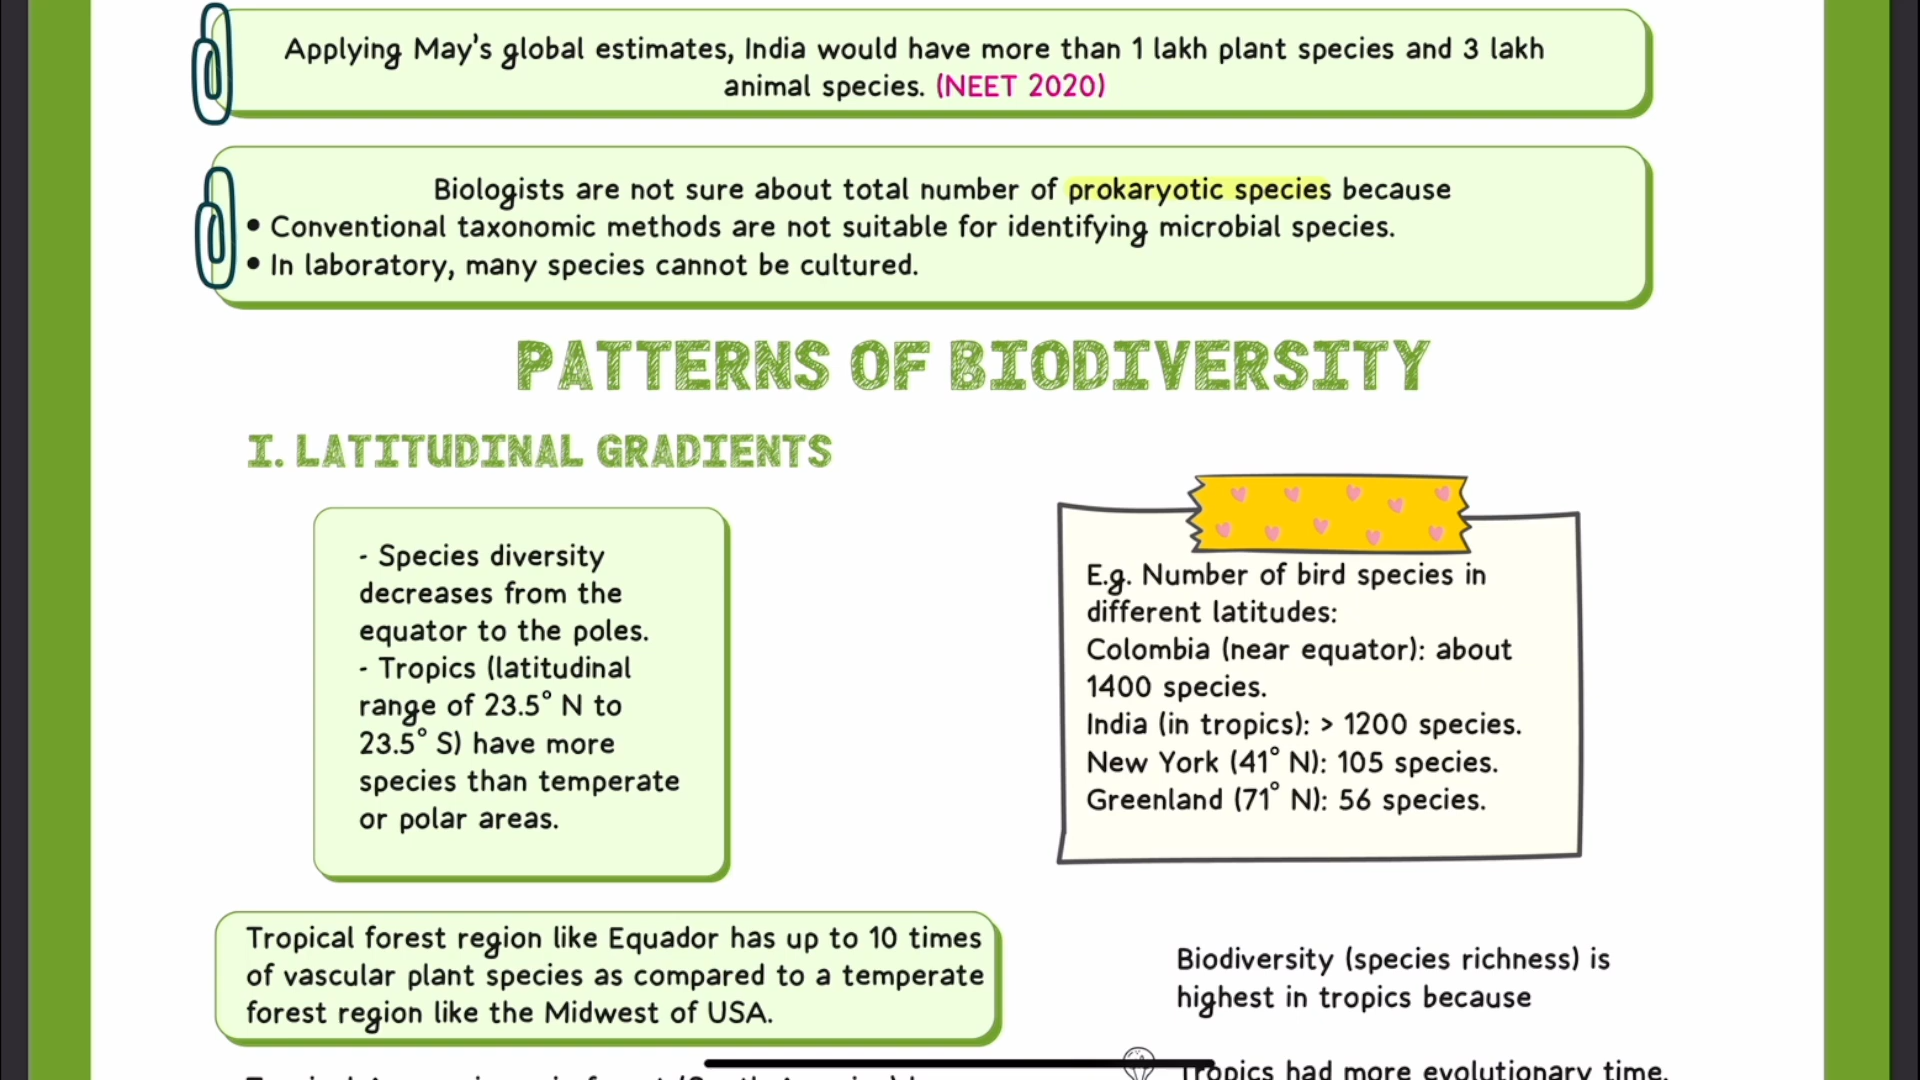 Applying May's global estimates, India would have more than 1 lakh plant species and 3 lakh
animal species. (NEET 2020)
Biologists are not sure about total number of prokaryotic species because
• Conventional taxonomic methods are not suitable for identifying microbial species.
• In laboratory, many species cannot be cultured.
PATTERNS OF BIODIVERSITY
I. LATITUDINAL GRADIENTS
- Species diversity
decreases from the
equator to the poles.
- Tropics (latitudinal
range of 23.5° N to
23.5° S) have more
species than temperate
or polar areas.
E.g. Number of bird species in
different latitudes:
Colombia (near equator): about
1400 species.
India (in tropics): > 1200 species.
New York (41° N): 105 species.
Greenland (71° N): 56 species.
Tropical forest region like Equador has up to 10 times
of vascular plant species as compared to a temperate
forest region like the Midwest of USA.
Biodiversity (species richness) is
highest in tropics because
Tropics had more evolutionary time.